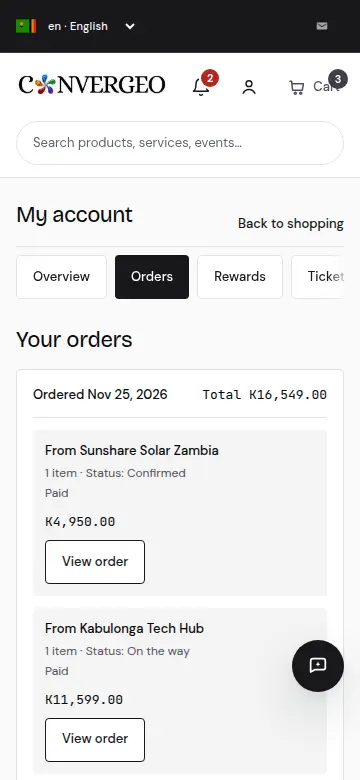 en · English
CONVERGEO
2
Cart
3
Search products, services, events...
My account
Back to shopping
Overview
Orders
Rewards
Ticket
Your orders
Ordered Nov 25, 2026
Total K16,549.00
From Sunshare Solar Zambia
1 item · Status: Confirmed
Paid
K4,950.00
View order
From Kabulonga Tech Hub
1 item · Status: On the way
Paid
K11,599.00
View order